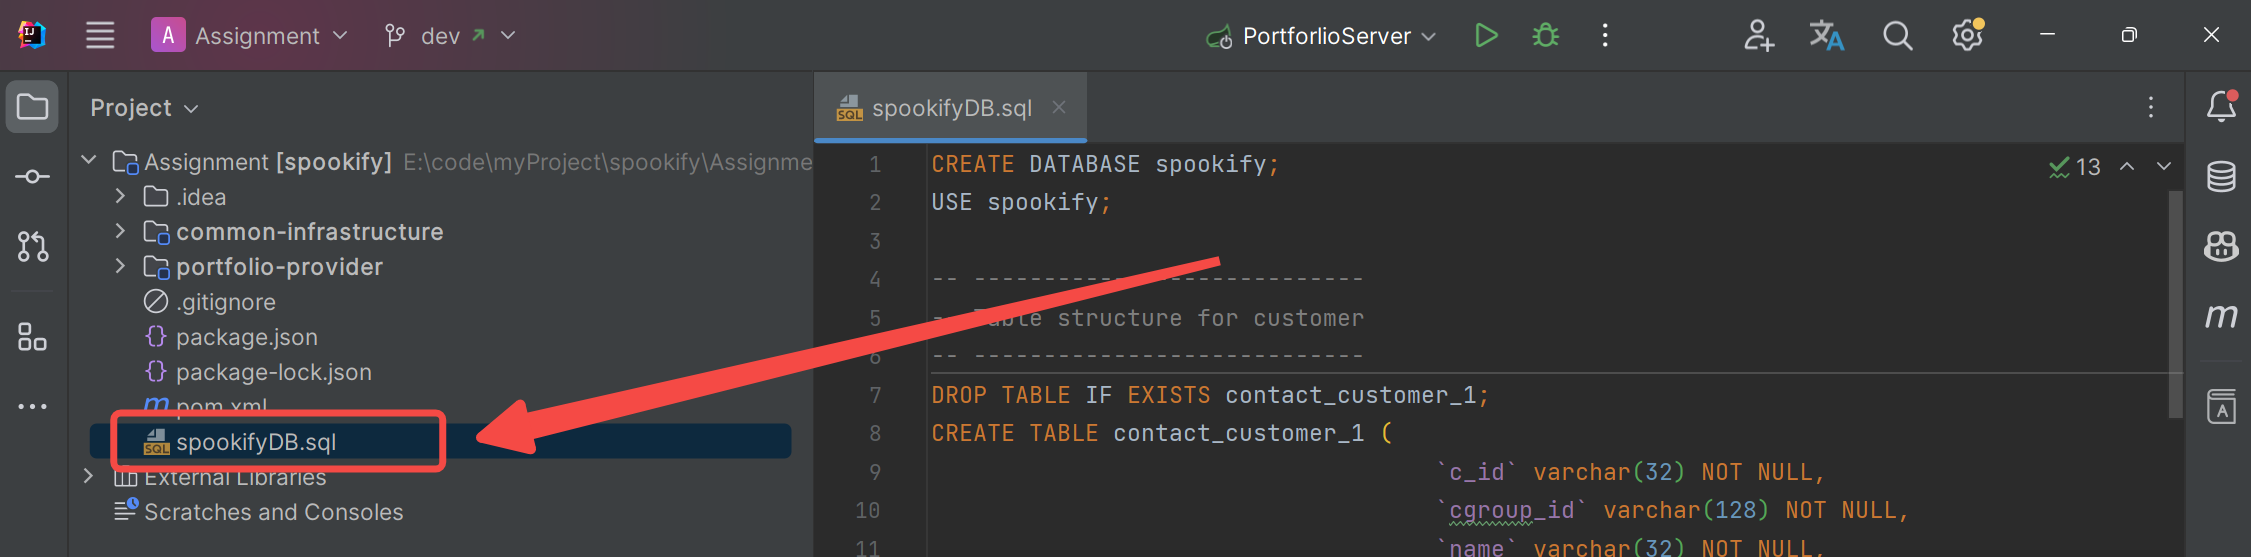 A Assignment dev PortforlioServer
Project
spookifyDB.sql
Assignment [spookify] E:\code\myProject\spookify\Assignme
.idea
common-infrastructure
portfolio-provider
.gitignore
package.json
package-lock.json
pom.xml
spookifyDB.sql
External Libraries
Scratches and Consoles
13
1 CREATE DATABASE spookify;
2 USE spookify;
3
4 -- ----------------------------
5 -- Table structure for customer
6 -- ----------------------------
7 DROP TABLE IF EXISTS contact_customer_1;
8 CREATE TABLE contact_customer_1 (
9 `c_id` varchar(32) NOT NULL,
10 `cgroup_id` varchar(128) NOT NULL,
11 `name` varchar(32) NOT NULL,